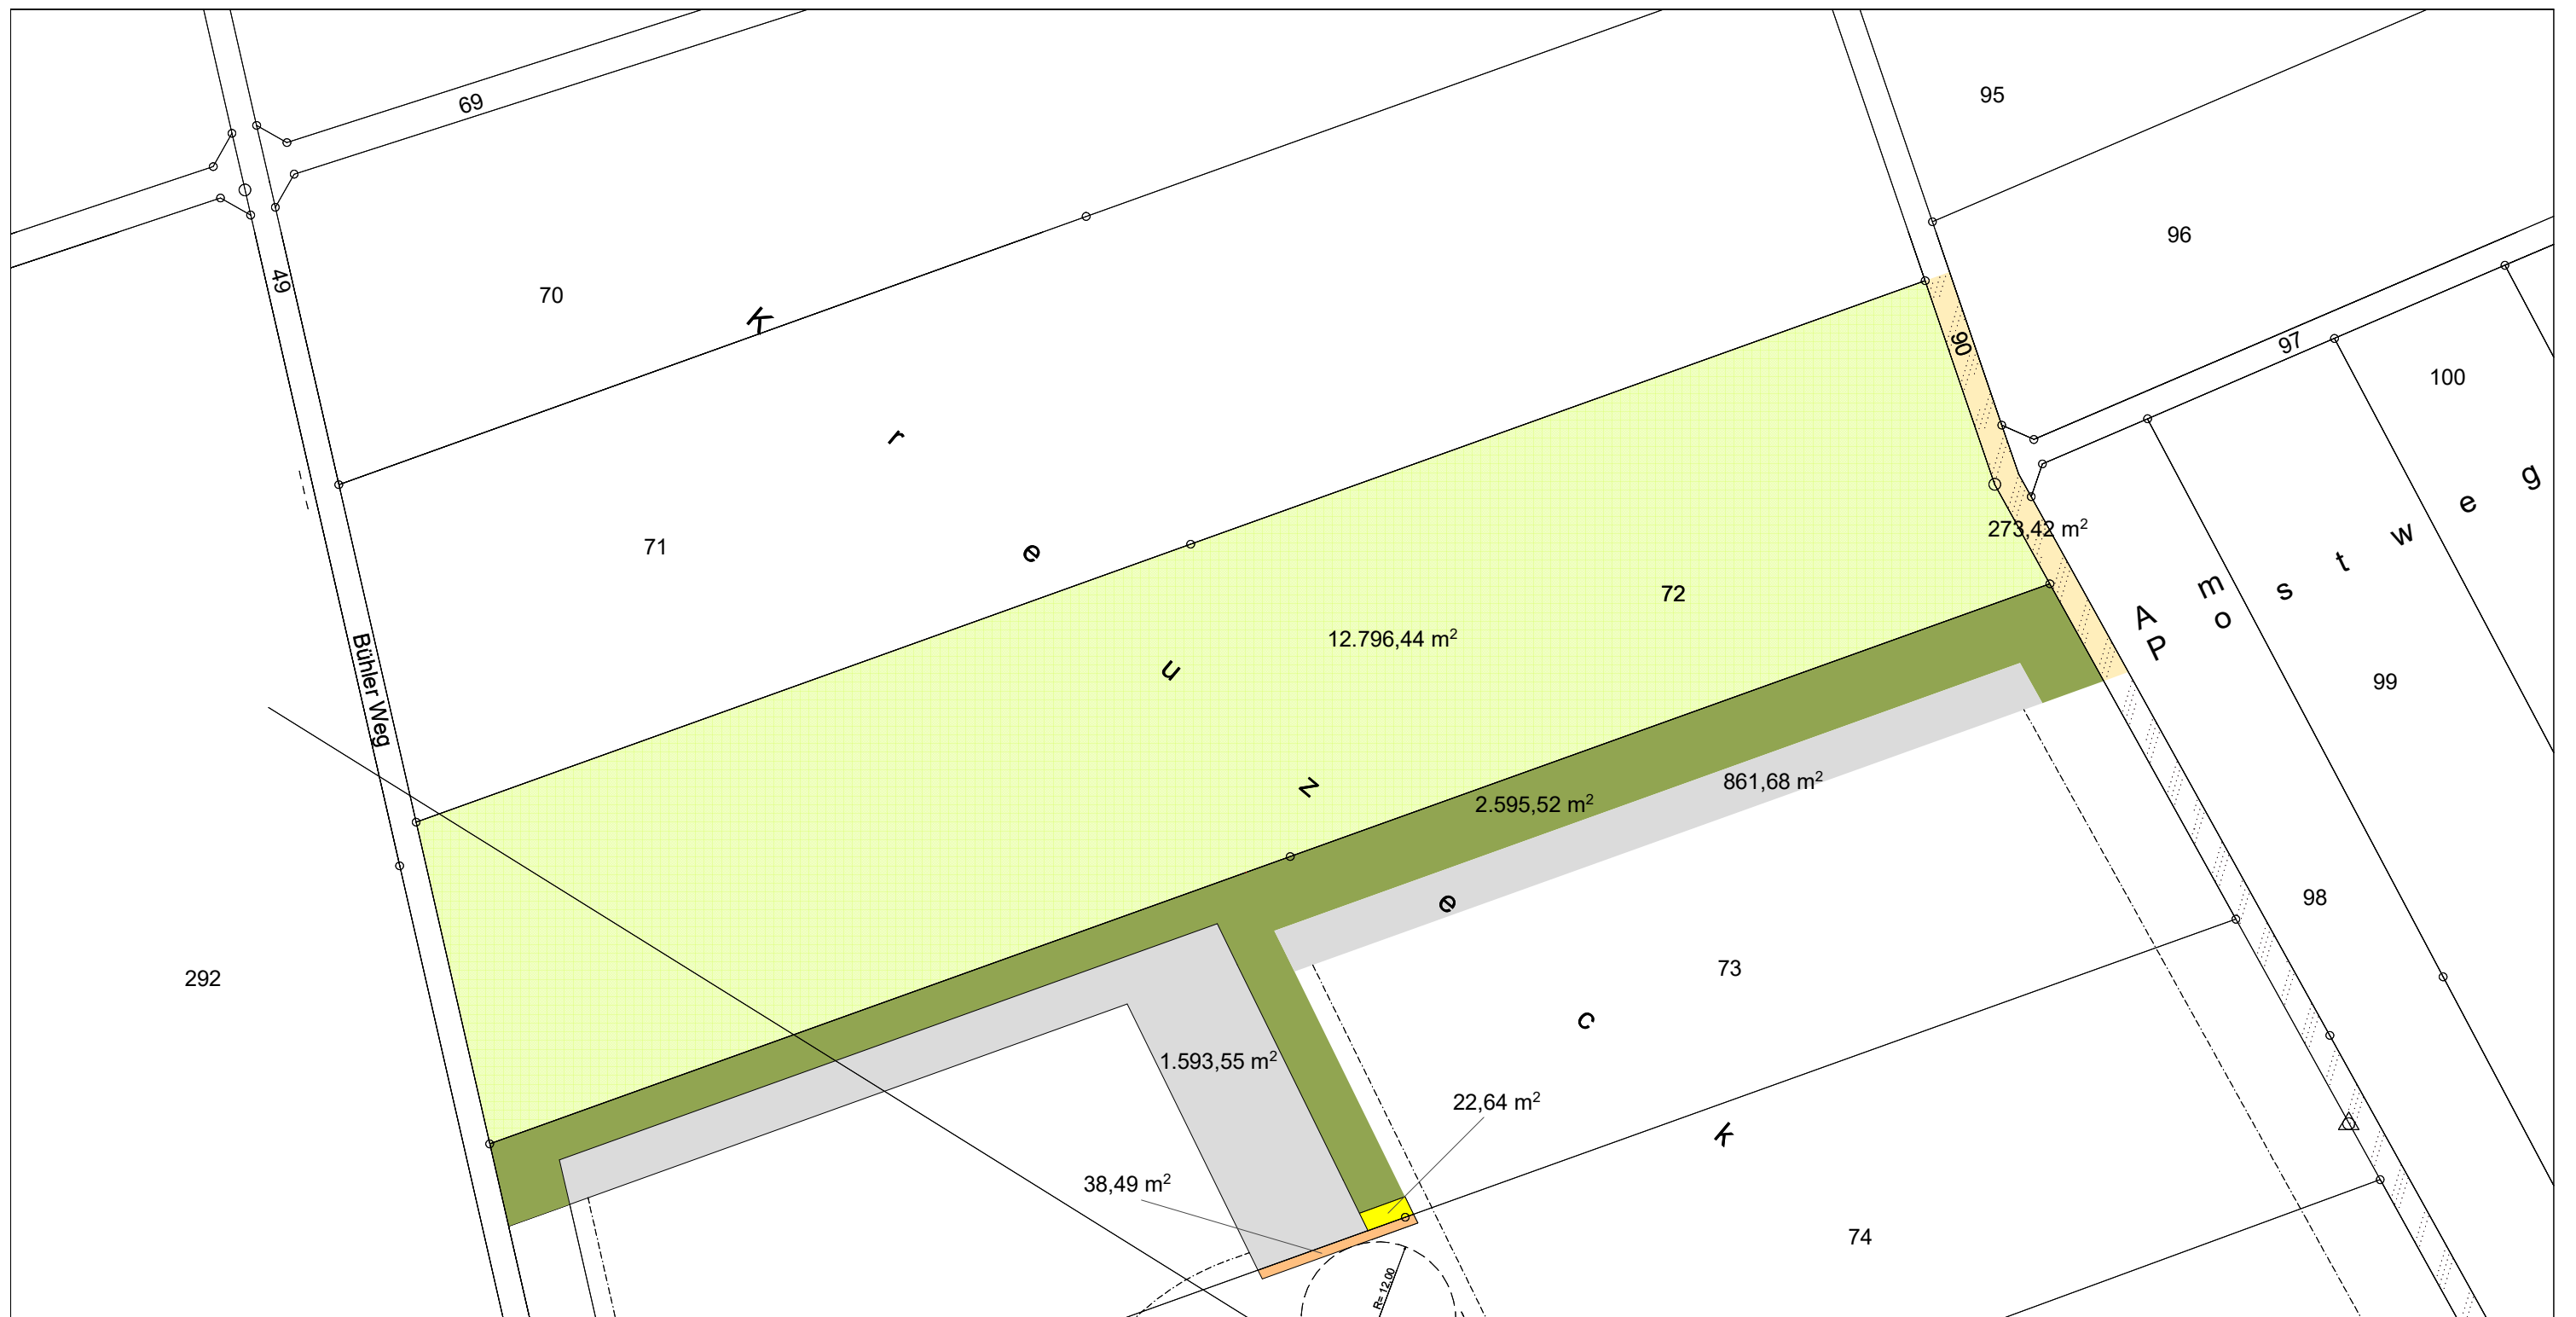 69
95
96
49
70
K
90
97
100
r
71
e
273,42 m²
A m s t w e g
P o
72
12.796,44 m²
u
Bühler Weg
99
z
861,68 m²
2.595,52 m²
e
98
73
292
c
1.593,55 m²
22,64 m²
k
38,49 m²
74
R= 12.00